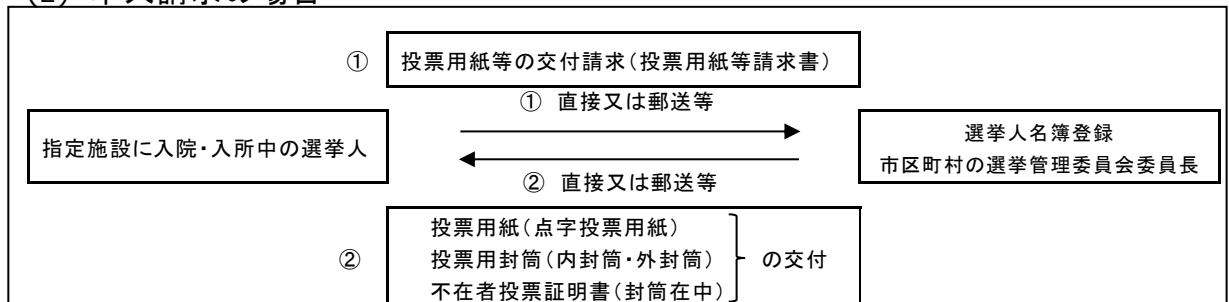 (2) 本人請求の場合
① 投票用紙等の交付請求(投票用紙等請求書)
① 直接又は郵送等
指定施設に入院・入所中の選挙人
選挙人名簿登録
市区町村の選挙管理委員会委員長
② 直接又は郵送等
投票用紙(点字投票用紙)
② 投票用封筒(内封筒・外封筒) の交付
不在者投票証明書(封筒在中)